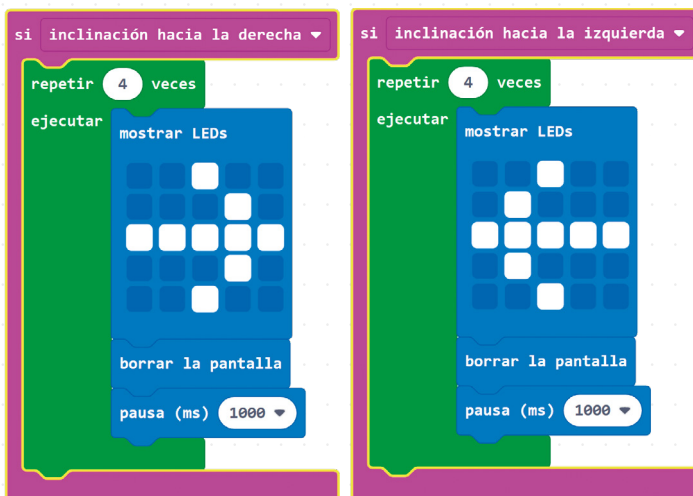 si inclinación hacia la derecha
repetir 4 veces
ejecutar
mostrar LEDs
borrar la pantalla
pausa (ms) 1000
si inclinación hacia la izquierda
repetir 4 veces
ejecutar
mostrar LEDs
borrar la pantalla
pausa (ms) 1000